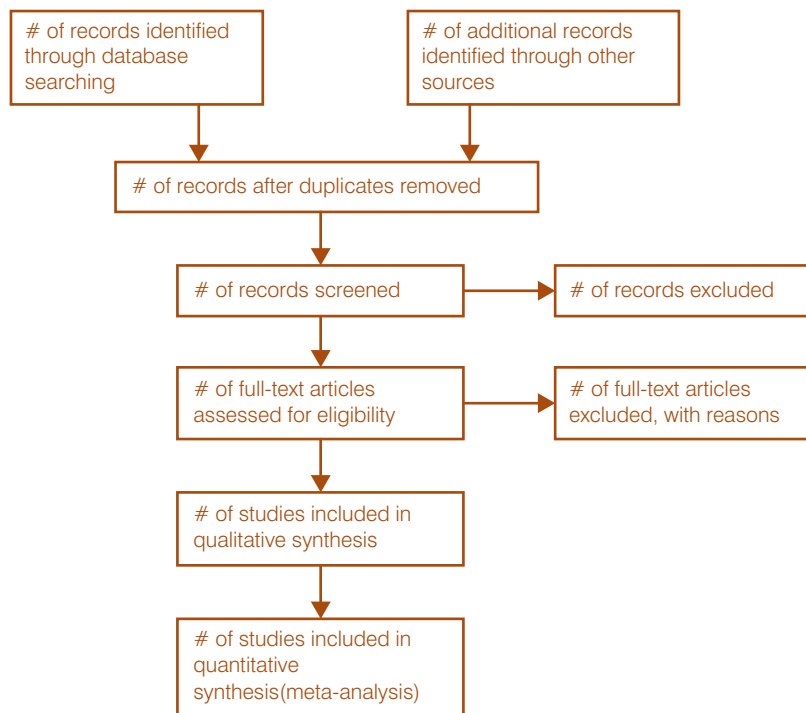 # of records identified
through database
searching
# of additional records
identified through other
sources
# of records after duplicates removed
# of records screened
# of records excluded
# of full-text articles
assessed for eligibility
# of full-text articles
excluded, with reasons
# of studies included in
qualitative synthesis
# of studies included in
quantitative
synthesis(meta-analysis)